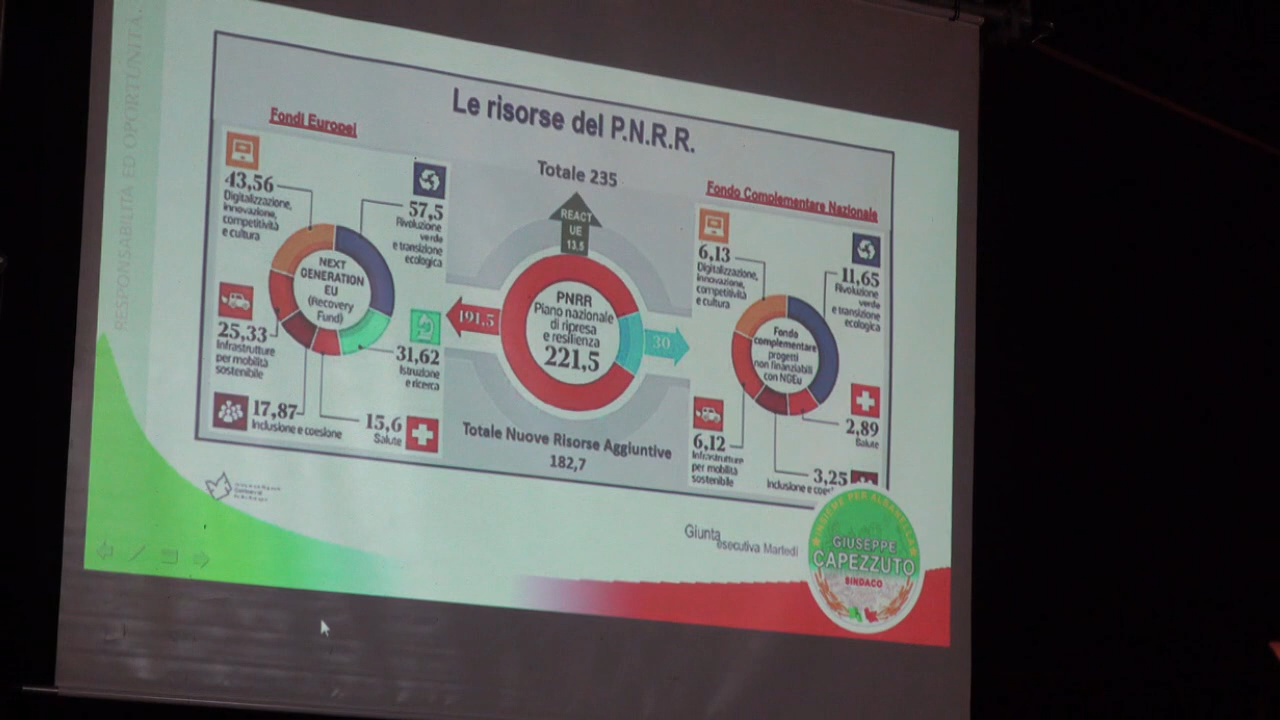 RESPONSABILITÀ ED OPORTUNITÀ.
Le risorse del P.N.R.R.
Fondi Europei
43,56
Digitalizzazione,
innovazione,
competitività
e cultura
57,5
Rivoluzione
verde
e transizione
ecologica
NEXT
GENERATION
EU
(Recovery
Fund)
25,33
Infrastrutture
per mobilità
sostenibile
31,62
Istruzione
e ricerca
17,87
Inclusione e coesione
15,6
Salute
Totale 235
REACT
UE
13.5
191,5
PNRR
Piano nazionale
di ripresa
e resilienza
221,5
30
Totale Nuove Risorse Aggiuntive
182,7
Fondo Complementare Nazionale
6,13
Digitalizzazione,
innovazione,
competitività
e cultura
11,65
Rivoluzione
verde
e transizione
ecologica
Fondo
complementare
progetti
non finanziabili
con NGEu
6,12
Infrastrutture
per mobilità
sostenibile
2,89
Salute
3,25
Inclusione e coe
Giunta
esecutiva Martedì
INSIEME PER ALBANELLA
GIUSEPPE
CAPEZZUTO
SINDACO